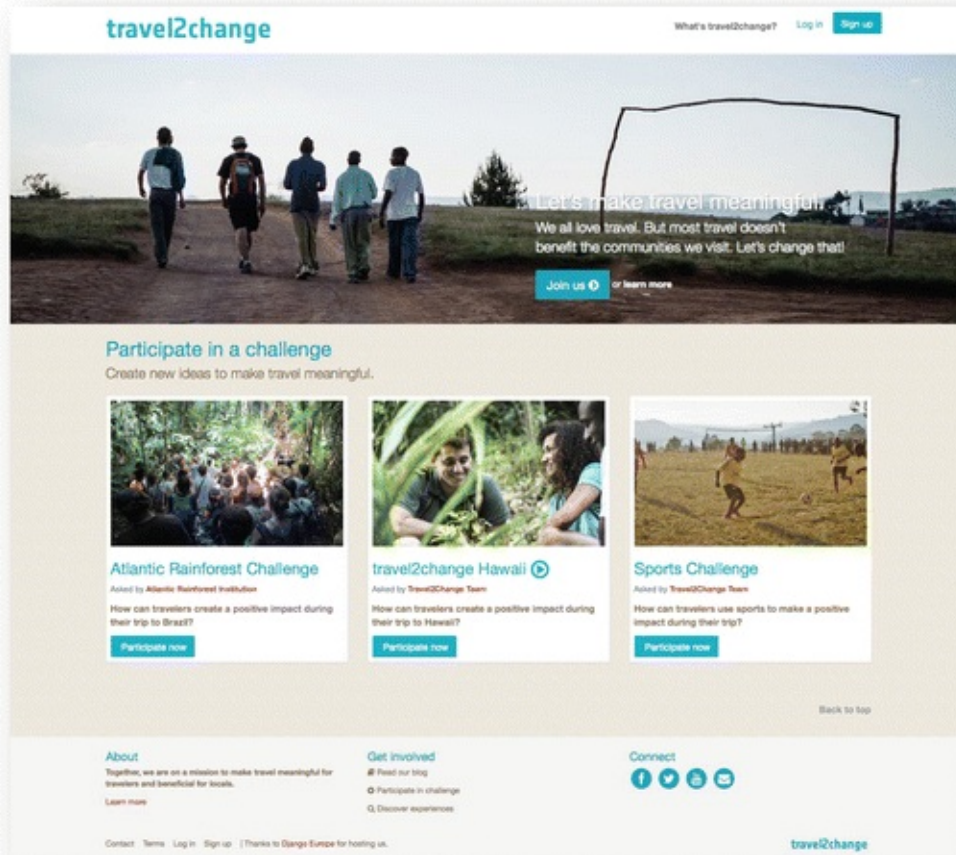 travel2change
What's travel2change? Log in Sign up
Let's make travel meaningful.
We all love travel. But most travel doesn't
benefit the communities we visit. Let's change that!
Join us or learn more
Participate in a challenge
Create new ideas to make travel meaningful.
Atlantic Rainforest Challenge
Asked by Atlantic Rainforest Institution
How can travelers create a positive impact during
their trip to Brazil?
Participate now
travel2change Hawaii
Asked by Travel2Change Team
How can travelers create a positive impact during
their trip to Hawaii?
Participate now
Sports Challenge
Asked by Travel2Change Team
How can travelers use sports to make a positive
impact during their trip?
Participate now
Back to top
About
Together, we are on a mission to make travel meaningful for
travelers and beneficial for locals.
Learn more
Get involved
Read our blog
Participate in challenge
Discover experiences
Connect
Contact Terms Log in Sign up | Thanks to Django Europe for hosting us.
travel2change